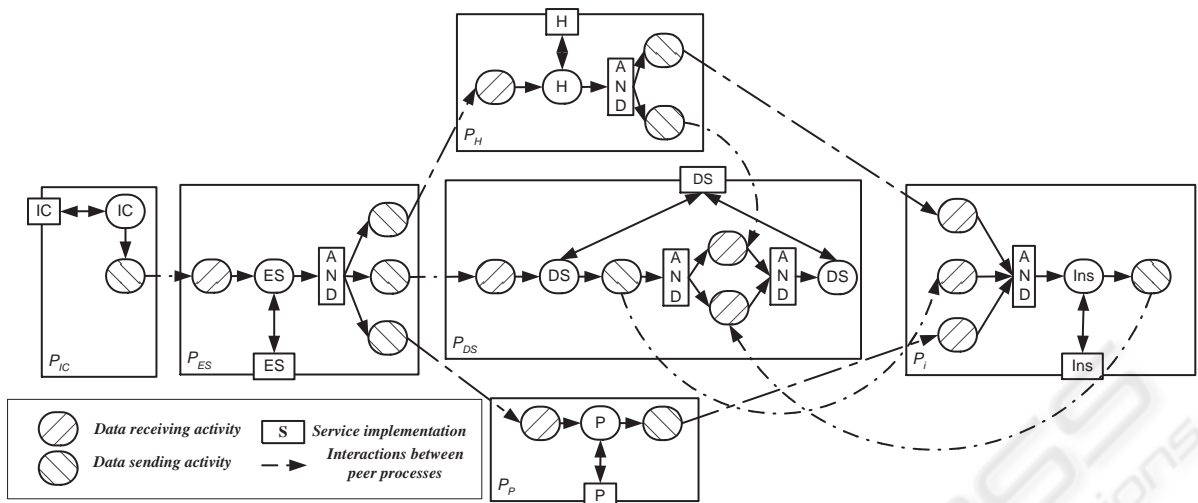 H
H
A
N
D
P_H
IC
IC
P_IC
ES
A
N
D
ES
P_ES
DS
DS
A
N
D
A
N
D
DS
P_DS
A
N
D
Ins
Ins
P_i
P
P
P_P
Data receiving activity
Data sending activity
S
Service implementation
Interactions between
peer processes